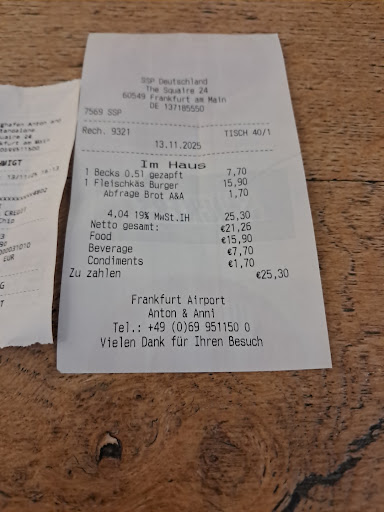 SSP Deutschland
The Squaire 24
60549 Frankfurt am Main
DE 137185550
7569 SSP
Rech. 9321 TISCH 40/1
13.11.2025
Im Haus
1 Becks 0.5l gezapft 7,70
1 Fleischkäs Burger 15,90
Abfrage Brot A&A 1,70
4,04 19% MwSt.IH 25,30
Netto gesamt: €21,26
Food €15,90
Beverage €7,70
Condiments €1,70
Zu zahlen €25,30
Frankfurt Airport
Anton & Anni
Tel.: +49 (0)69 951150 0
Vielen Dank für Ihren Besuch
CREDIT
EUR